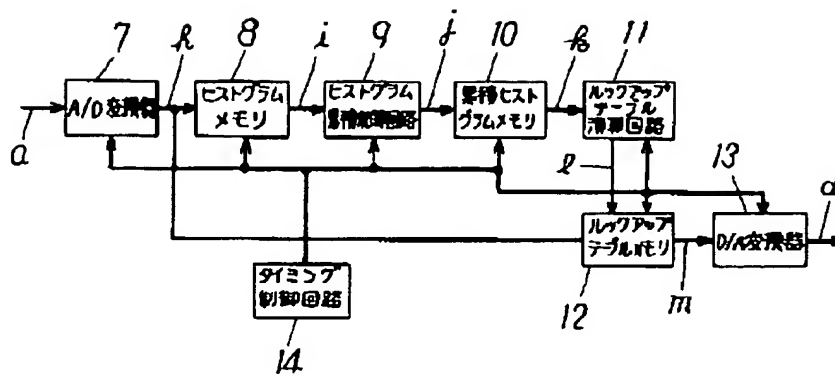 7
8
9
10
11
h
i
j
k
a
A/D変換器
ヒストグラム
メモリ
ヒストグラム
累積処理回路
累積ヒスト
グラムメモリ
ルックアップ
テーブル
演算回路
l
13
ルックアップ
テーブルメモリ
D/A変換器
タイミング
制御回路
12
m
14